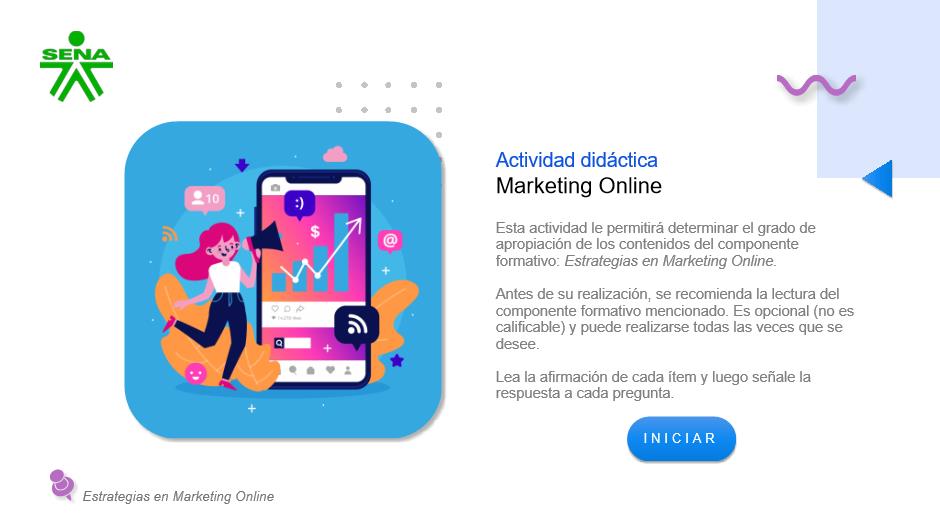 SENA
10
:)
$
@
Actividad didáctica
Marketing Online
Esta actividad le permitirá determinar el grado de
apropiación de los contenidos del componente
formativo: Estrategias en Marketing Online.
Antes de su realización, se recomienda la lectura del
componente formativo mencionado. Es opcional (no es
calificable) y puede realizarse todas las veces que se
desee.
Lea la afirmación de cada ítem y luego señale la
respuesta a cada pregunta.
INICIAR
Estrategias en Marketing Online